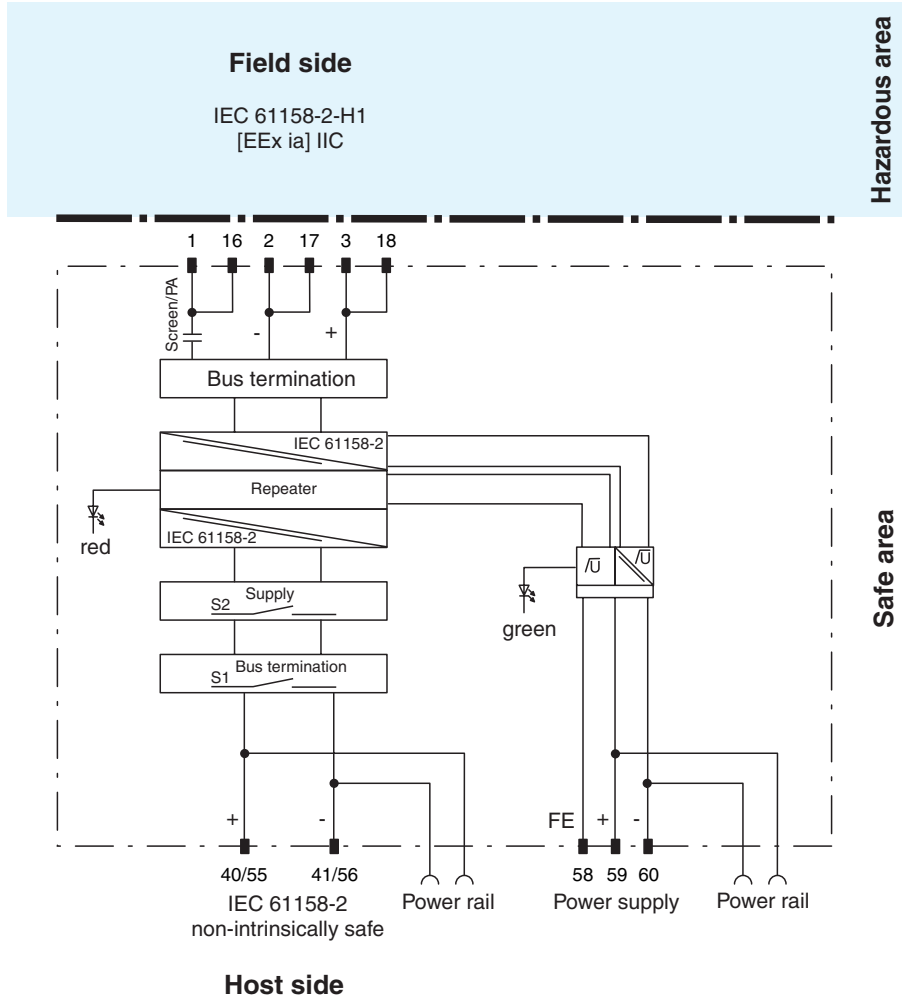 Field side
IEC 61158-2-H1
[EEx ia] IIC
Hazardous area
1 16 2 17 3 18
Screen/PA
- +
Bus termination
IEC 61158-2
Repeater
IEC 61158-2
red
/U /U
Supply
S2
green
Bus termination
S1
Safe area
+ - FE + -
40/55 41/56 58 59 60
IEC 61158-2
non-intrinsically safe
Power rail
Power supply
Power rail
Host side